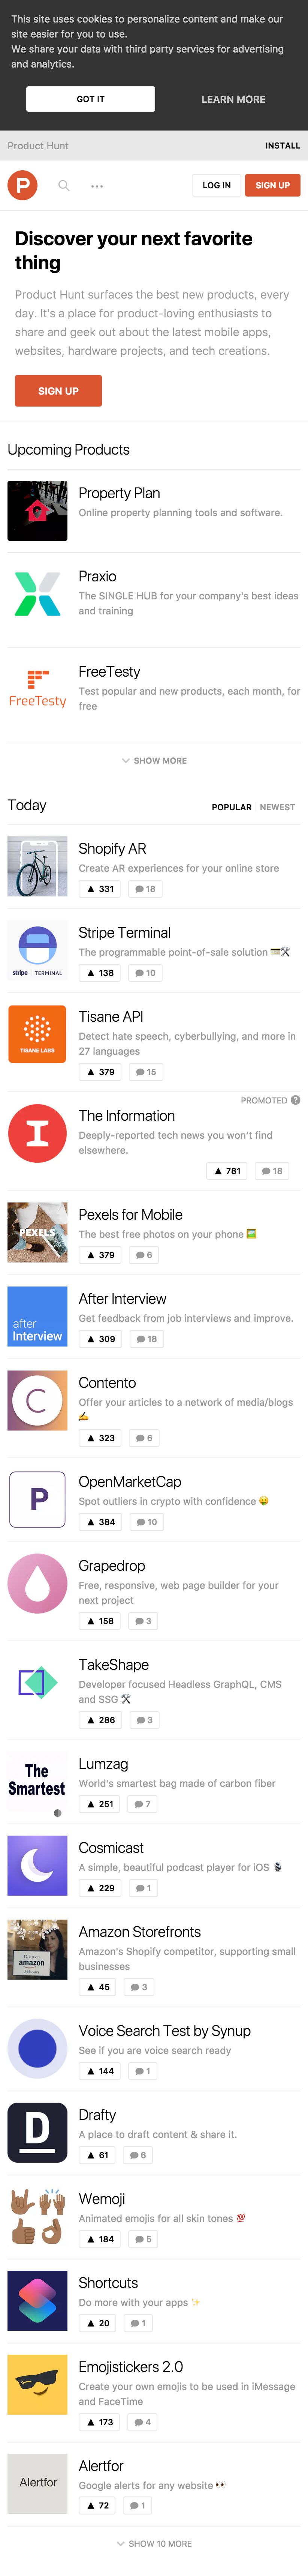 This site uses cookies to personalize content and make our
site easier for you to use.
We share your data with third party services for advertising
and analytics.
GOT IT
LEARN MORE
Product Hunt
INSTALL
P
LOG IN
SIGN UP
Discover your next favorite
thing
Product Hunt surfaces the best new products, every
day. It's a place for product-loving enthusiasts to
share and geek out about the latest mobile apps,
websites, hardware projects, and tech creations.
SIGN UP
Upcoming Products
Property Plan
Online property planning tools and software.
Praxio
The SINGLE HUB for your company's best ideas
and training
FreeTesty
FreeTesty
Test popular and new products, each month, for
free
SHOW MORE
Today
POPULAR
NEWEST
Shopify AR
Create AR experiences for your online store
331
18
stripe TERMINAL
Stripe Terminal
The programmable point-of-sale solution 💳🛠
138
10
TISANE LABS
Tisane API
Detect hate speech, cyberbullying, and more in
27 languages
379
15
PROMOTED ?
I
The Information
Deeply-reported tech news you won't find
elsewhere.
781
18
PEXELS
Pexels for Mobile
The best free photos on your phone 🖼
379
6
after
Interview
After Interview
Get feedback from job interviews and improve.
309
18
C
Contento
Offer your articles to a network of media/blogs
✍
323
6
P
OpenMarketCap
Spot outliers in crypto with confidence 🤑
384
10
Grapedrop
Free, responsive, web page builder for your
next project
158
3
TakeShape
Developer focused Headless GraphQL, CMS
and SSG 🛠
286
3
The
Smartest
Lumzag
World's smartest bag made of carbon fiber
251
7
Cosmicast
A simple, beautiful podcast player for iOS 🎙
229
1
amazon
Amazon Storefronts
Amazon's Shopify competitor, supporting small
businesses
45
3
Voice Search Test by Synup
See if you are voice search ready
144
1
D
Drafty
A place to draft content & share it.
61
6
Wemoji
Animated emojis for all skin tones 💯
184
5
Shortcuts
Do more with your apps ✨
20
1
Emojistickers 2.0
Create your own emojis to be used in iMessage
and FaceTime
173
4
Alertfor
Alertfor
Google alerts for any website 👀
72
1
SHOW 10 MORE